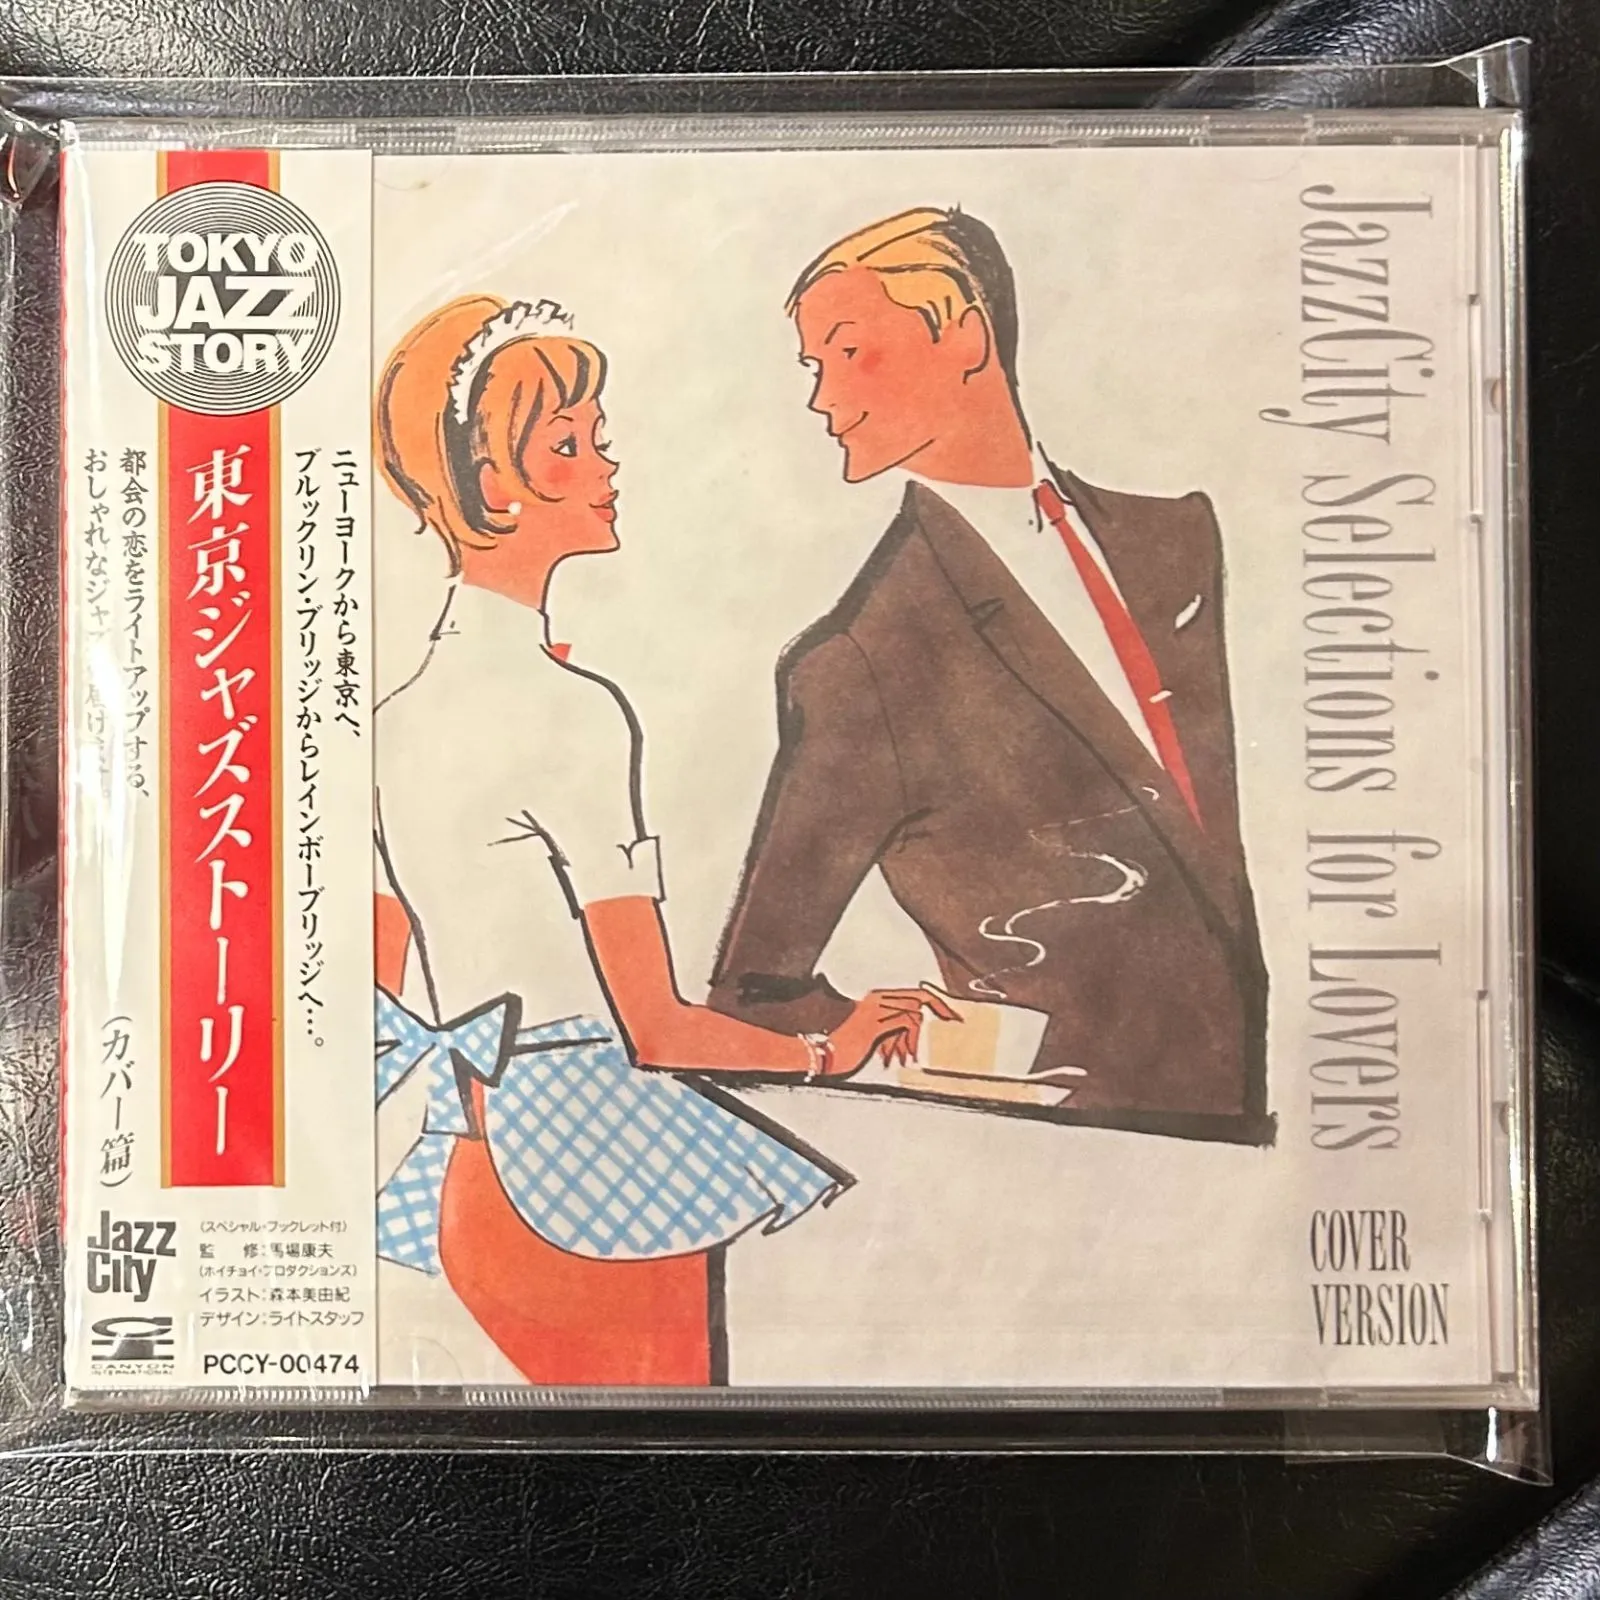 TOKYO
JAZZ
STORY
東京ジャズストーリー
ニューヨークから東京へ、
ブルックリン・ブリッジからレインボーブリッジへ…。
都会の恋をライトアップする、
おしゃれなジャズ
(カバー篇)
Jazz
City
CANYON
INTERNATIONAL
(スペシャル・ブックレット付)
監 修:馬場康夫
(ホイチョイ・プロダクションズ)
イラスト:森本美由紀
デザイン:ライトスタッフ
PCCY-00474
JazzCity Selections for Lovers
COVER
VERSION